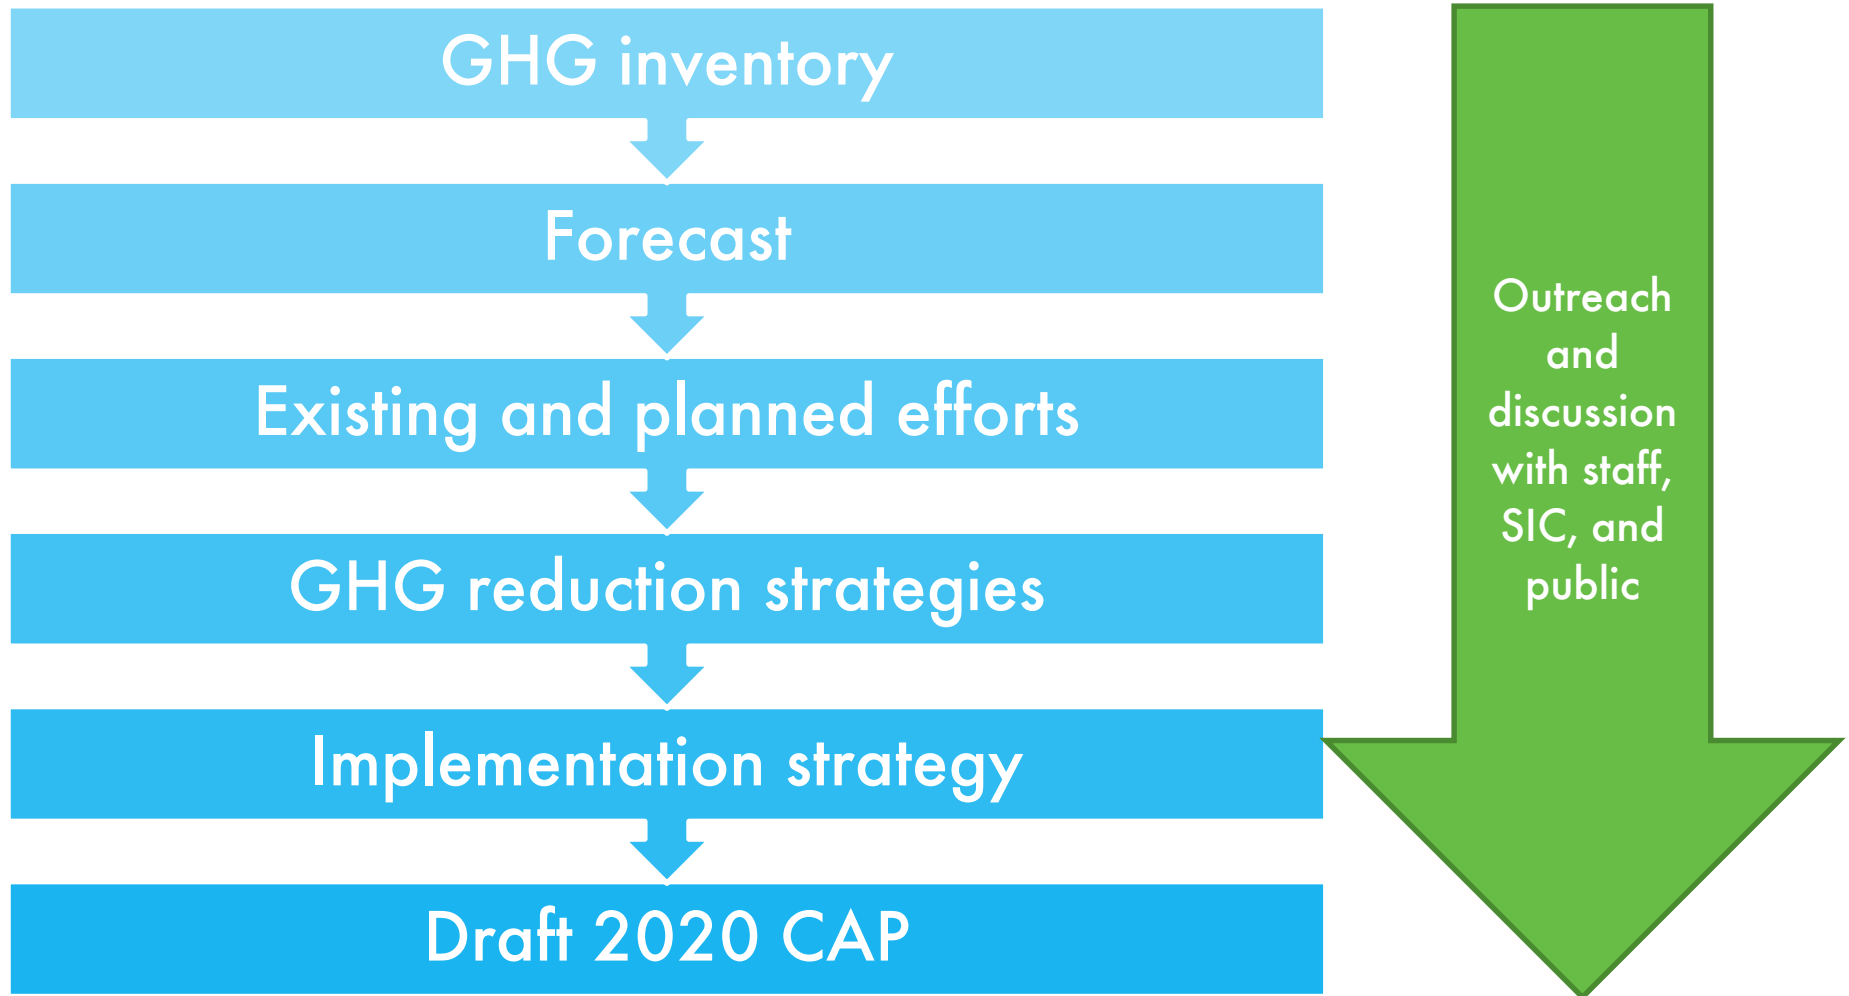 GHG inventory
Forecast
Existing and planned efforts
GHG reduction strategies
Implementation strategy
Draft 2020 CAP
Outreach
and
discussion
with staff,
SIC, and
public